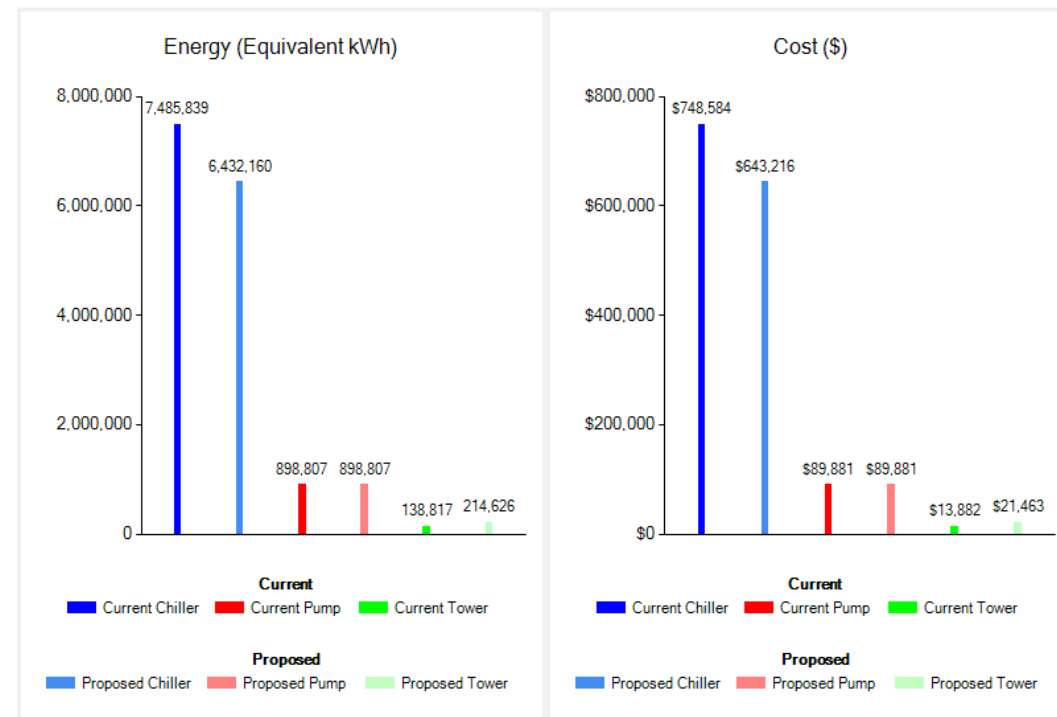 Energy (Equivalent kWh)
8,000,000
7,485,839
6,432,160
6,000,000
4,000,000
2,000,000
898,807 898,807
138,817 214,626
0
Current
Current Chiller Current Pump Current Tower
Proposed
Proposed Chiller Proposed Pump Proposed Tower
Cost ($)
$800,000
$748,584
$643,216
$600,000
$400,000
$200,000
$89,881 $89,881
$13,882 $21,463
$0
Current
Current Chiller Current Pump Current Tower
Proposed
Proposed Chiller Proposed Pump Proposed Tower